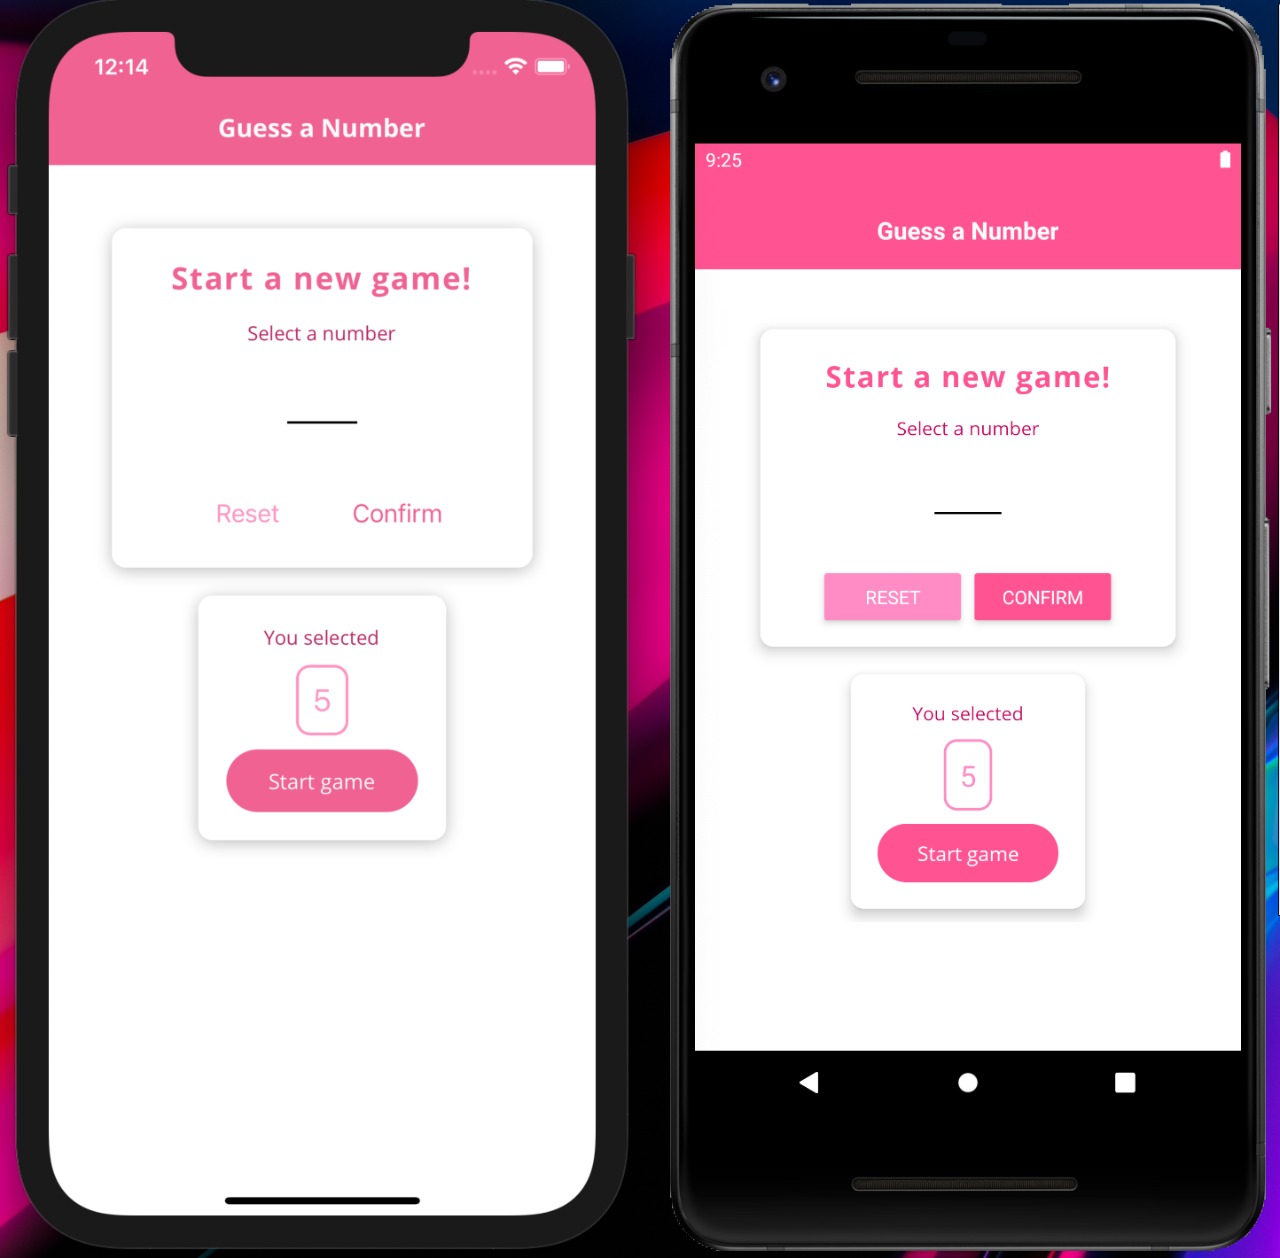 12:14
Guess a Number
Start a new game!
Select a number
Reset Confirm
You selected
5
Start game
9:25
Guess a Number
Start a new game!
Select a number
RESET CONFIRM
You selected
5
Start game